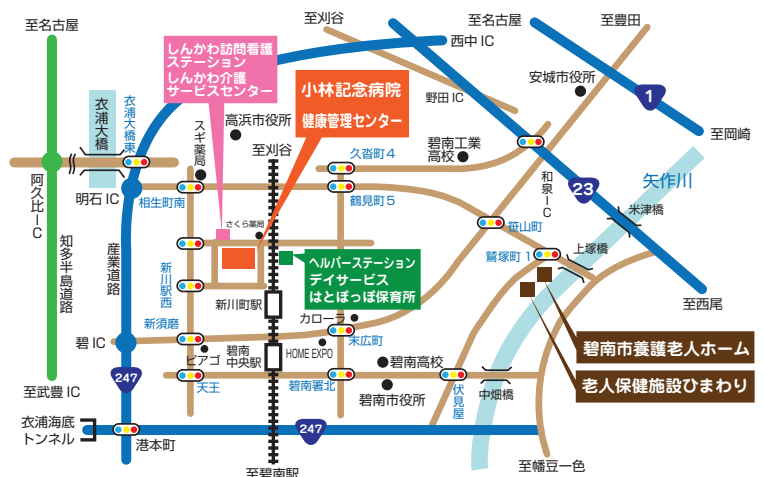 至名古屋
至刈谷
至名古屋
至豊田
西中IC
しんかわ訪問看護
ステーション
しんかわ介護
サービスセンター
安城市役所
小林記念病院
健康管理センター
野田IC
1
衣浦大橋
衣浦大橋東
スギ薬局
高浜市役所
碧南工業
高校
至岡崎
至刈谷
久沓町4
和泉IC
23
矢作川
阿久比IC
明石IC
相生町南
鶴見町5
米津橋
さくら薬局
笹山町
上塚橋
知多半島道路
産業道路
新川駅西
ヘルパーステーション
デイサービス
はとぽっぽ保育所
鷲塚町1
新川町駅
至西尾
カローラ
新須磨
碧IC
ピアゴ
碧南
中央駅
HOME EXPO
末広町
碧南市養護老人ホーム
碧南高校
247
天王
碧南署北
碧南市役所
伏見屋
中畑橋
老人保健施設ひまわり
至武豊IC
衣浦海底
トンネル
港本町
247
至碧南駅
至幡豆一色